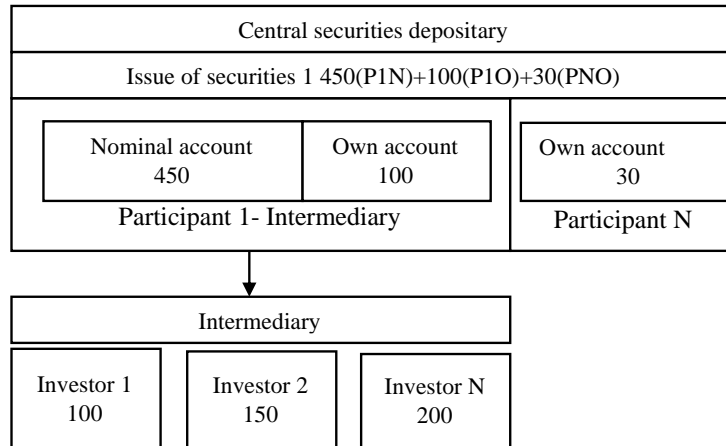 Central securities depositary
Issue of securities 1 450(P1N)+100(P1O)+30(PNO)
Nominal account
450
Own account
100
Participant 1- Intermediary
Own account
30
Participant N
Intermediary
Investor 1
100
Investor 2
150
Investor N
200